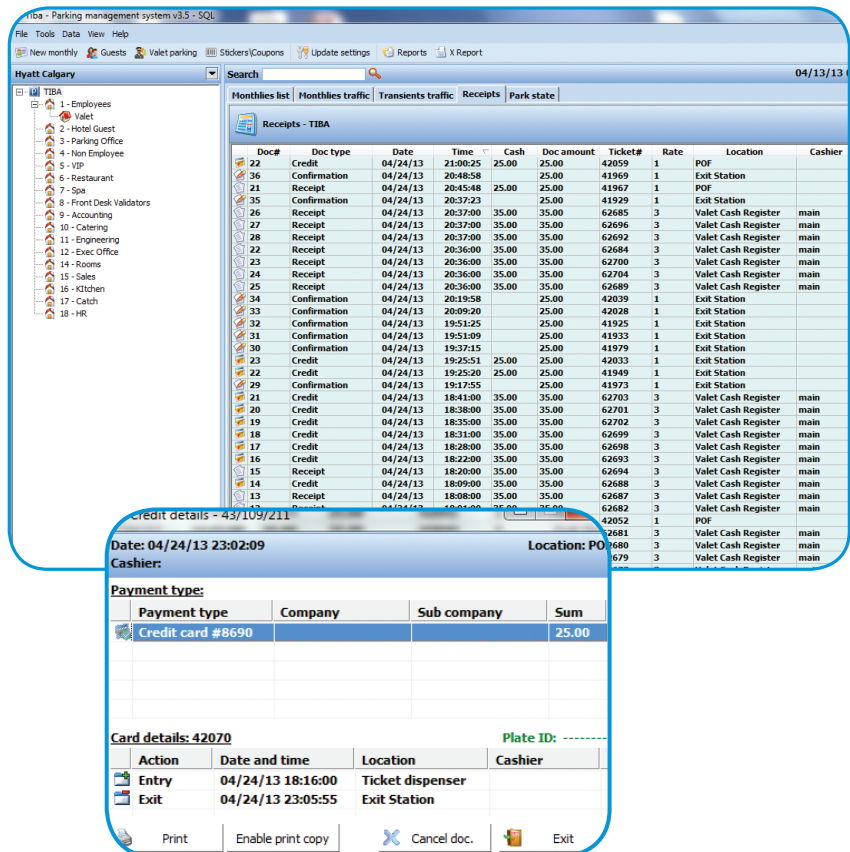 Tiba - Parking management system v3.5 - SQL
File Tools Data View Help
New monthly Guests Valet parking Stickers\Coupons Update settings Reports X Report
Hyatt Calgary Search 04/13/13
TIBA
1 - Employees
Valet
2 - Hotel Guest
3 - Parking Office
4 - Non Employee
5 - VIP
6 - Restaurant
7 - Spa
8 - Front Desk Validators
9 - Accounting
10 - Catering
11 - Engineering
12 - Exec Office
14 - Rooms
15 - Sales
16 - KItchen
17 - Catch
18 - HR
Monthlies list Monthlies traffic Transients traffic Receipts Park state
Receipts - TIBA
Doc# Doc type Date Time Cash Doc amount Ticket# Rate Location Cashier
22 Credit 04/24/13 21:00:25 25.00 25.00 42059 1 POF
36 Confirmation 04/24/13 20:48:58 25.00 41969 1 Exit Station
21 Receipt 04/24/13 20:45:48 25.00 25.00 41967 1 POF
35 Confirmation 04/24/13 20:37:23 25.00 41929 1 Exit Station
26 Receipt 04/24/13 20:37:00 35.00 35.00 62685 3 Valet Cash Register main
27 Receipt 04/24/13 20:37:00 35.00 35.00 62696 3 Valet Cash Register main
28 Receipt 04/24/13 20:37:00 35.00 35.00 62692 3 Valet Cash Register main
22 Receipt 04/24/13 20:36:00 35.00 35.00 62684 3 Valet Cash Register main
23 Receipt 04/24/13 20:36:00 35.00 35.00 62700 3 Valet Cash Register main
24 Receipt 04/24/13 20:36:00 35.00 35.00 62704 3 Valet Cash Register main
25 Receipt 04/24/13 20:36:00 35.00 35.00 62689 3 Valet Cash Register main
34 Confirmation 04/24/13 20:19:58 25.00 42039 1 Exit Station
33 Confirmation 04/24/13 20:09:20 25.00 42028 1 Exit Station
32 Confirmation 04/24/13 19:51:25 25.00 41925 1 Exit Station
31 Confirmation 04/24/13 19:51:09 25.00 41933 1 Exit Station
30 Confirmation 04/24/13 19:37:15 25.00 41979 1 Exit Station
23 Credit 04/24/13 19:25:51 25.00 25.00 42033 1 Exit Station
22 Credit 04/24/13 19:25:20 25.00 25.00 41949 1 Exit Station
29 Confirmation 04/24/13 19:17:55 25.00 41973 1 Exit Station
21 Credit 04/24/13 18:41:00 35.00 35.00 62703 3 Valet Cash Register main
20 Credit 04/24/13 18:38:00 35.00 35.00 62701 3 Valet Cash Register main
19 Credit 04/24/13 18:35:00 35.00 35.00 62702 3 Valet Cash Register main
18 Credit 04/24/13 18:31:00 35.00 35.00 62699 3 Valet Cash Register main
17 Credit 04/24/13 18:28:00 35.00 35.00 62698 3 Valet Cash Register main
16 Credit 04/24/13 18:22:00 35.00 35.00 62693 3 Valet Cash Register main
15 Receipt 04/24/13 18:20:00 35.00 35.00 62694 3 Valet Cash Register main
14 Credit 04/24/13 18:09:00 35.00 35.00 62688 3 Valet Cash Register main
13 Receipt 04/24/13 18:08:00 35.00 35.00 62687 3 Valet Cash Register main
62682 3 Valet Cash Register main
42052 1 POF
2681 3 Valet Cash Register main
2680 3 Valet Cash Register main
2679 3 Valet Cash Register main
Credit details - 43/109/211
Date: 04/24/13 23:02:09 Location: PO
Cashier:
Payment type:
Payment type Company Sub company Sum
Credit card #8690 25.00
Card details: 42070 Plate ID: --------
Action Date and time Location Cashier
Entry 04/24/13 18:16:00 Ticket dispenser
Exit 04/24/13 23:05:55 Exit Station
Print Enable print copy Cancel doc. Exit